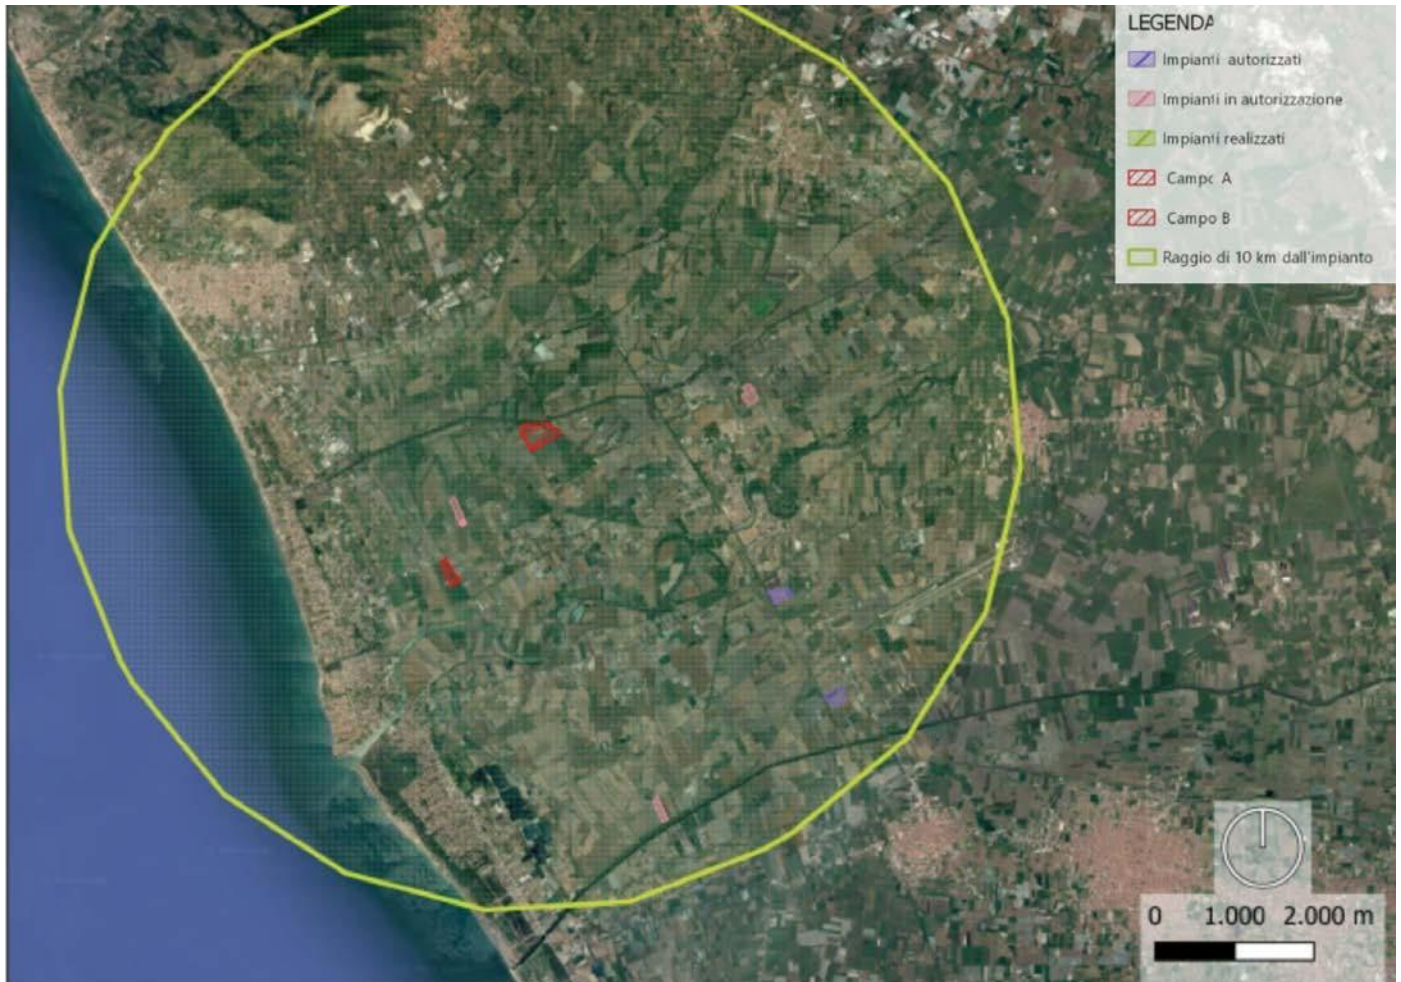 LEGENDA
Impianti autorizzati
Impianti in autorizzazione
Impianti realizzati
Campo A
Campo B
Raggio di 10 km dall'impianto
0 1.000 2.000 m